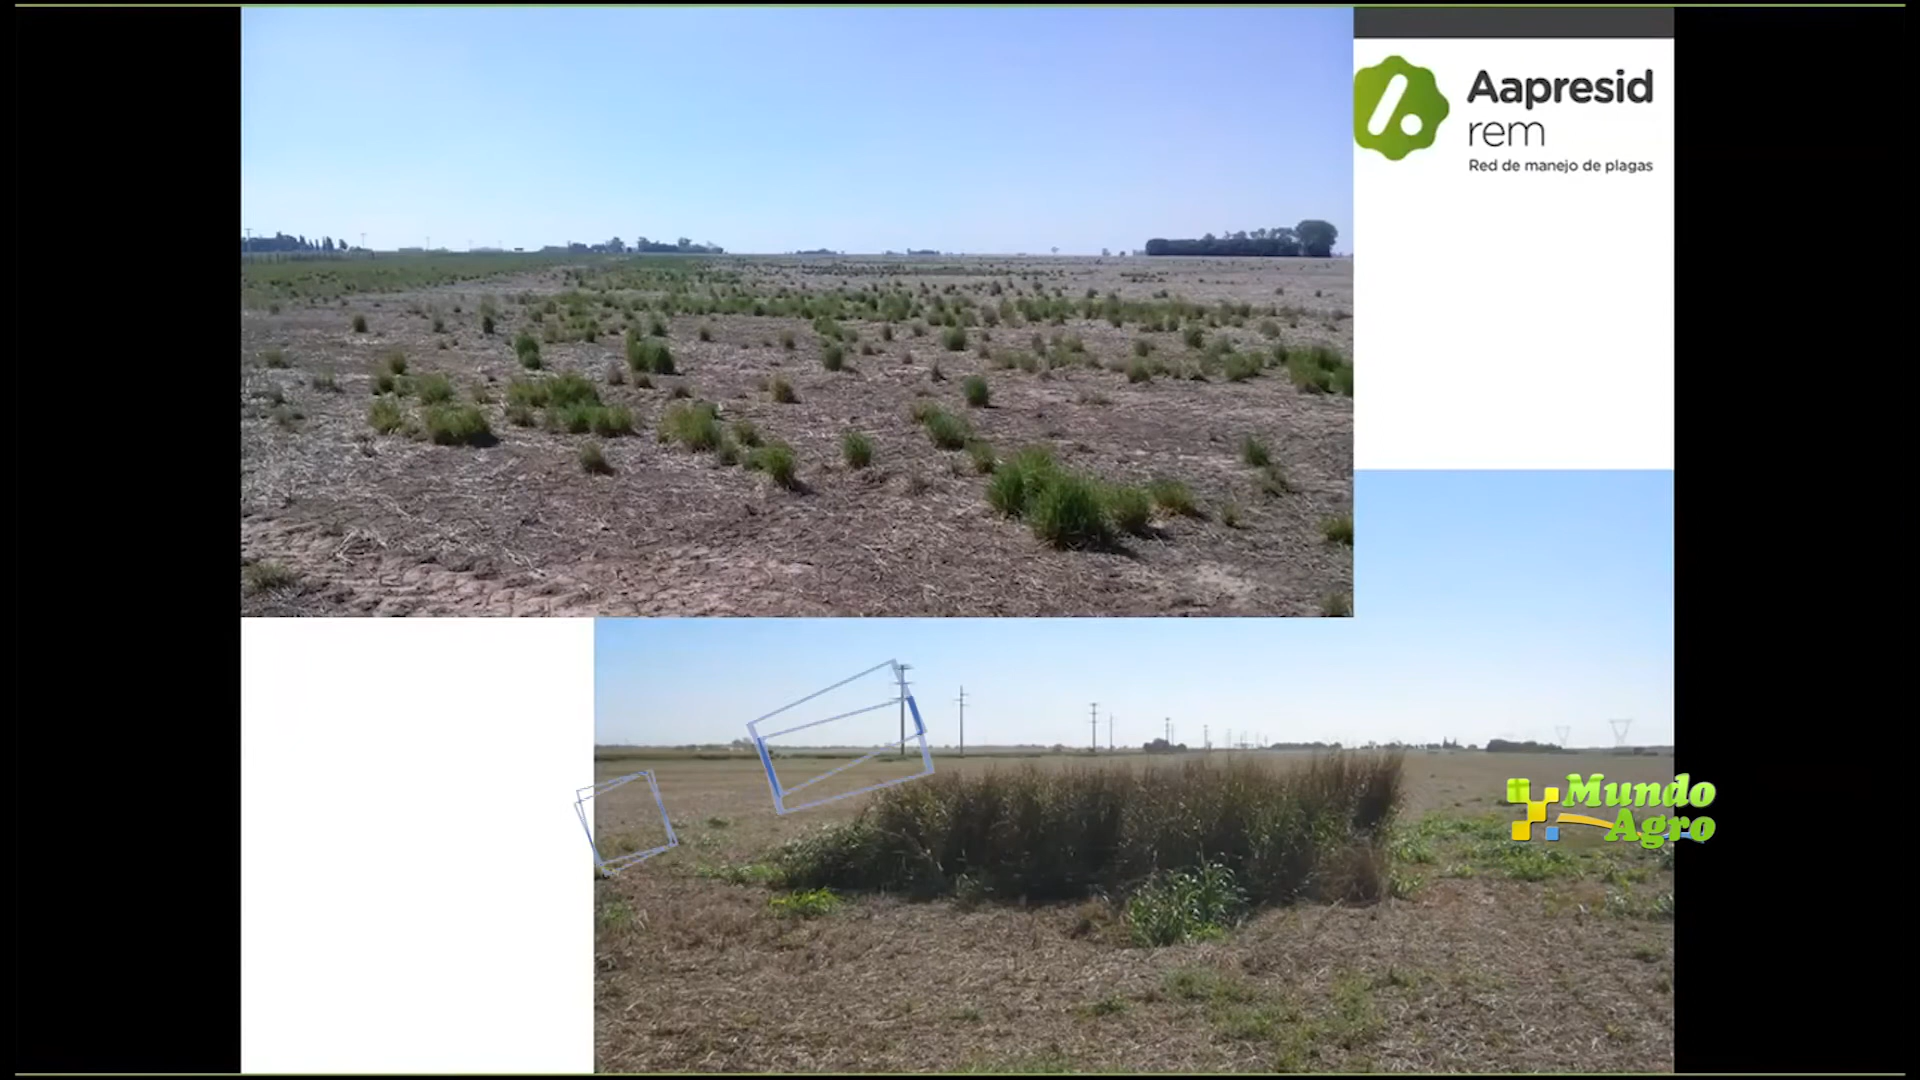 Aapresid
rem
Red de manejo de plagas
Mundo
Agro